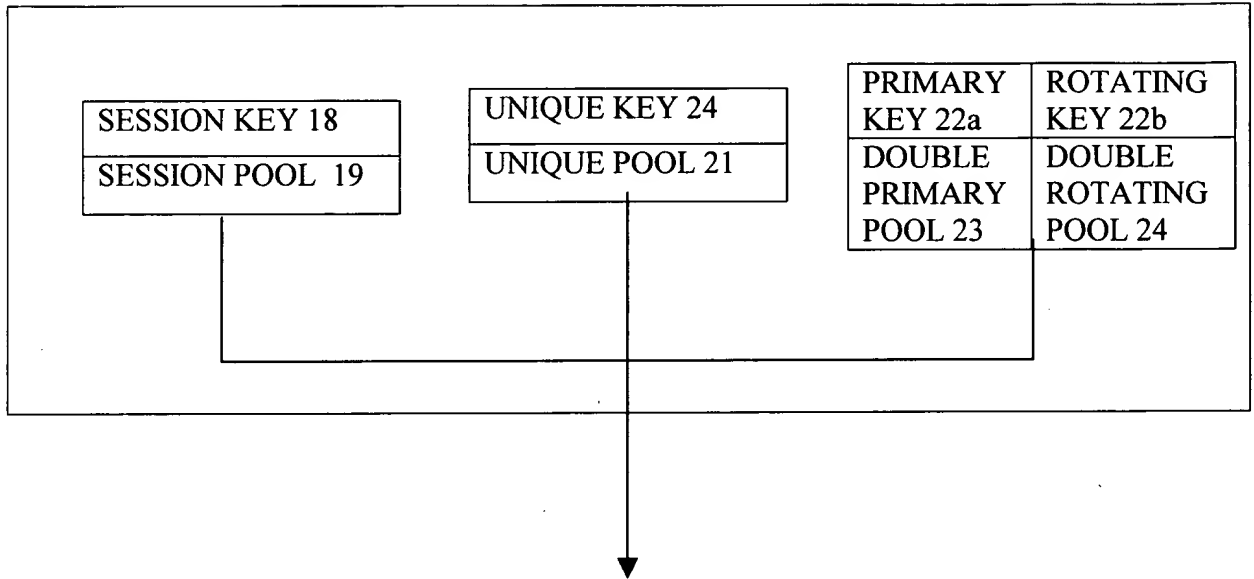 SESSION KEY 18
SESSION POOL 19
UNIQUE KEY 24
UNIQUE POOL 21
PRIMARY
KEY 22a
ROTATING
KEY 22b
DOUBLE
PRIMARY
POOL 23
DOUBLE
ROTATING
POOL 24